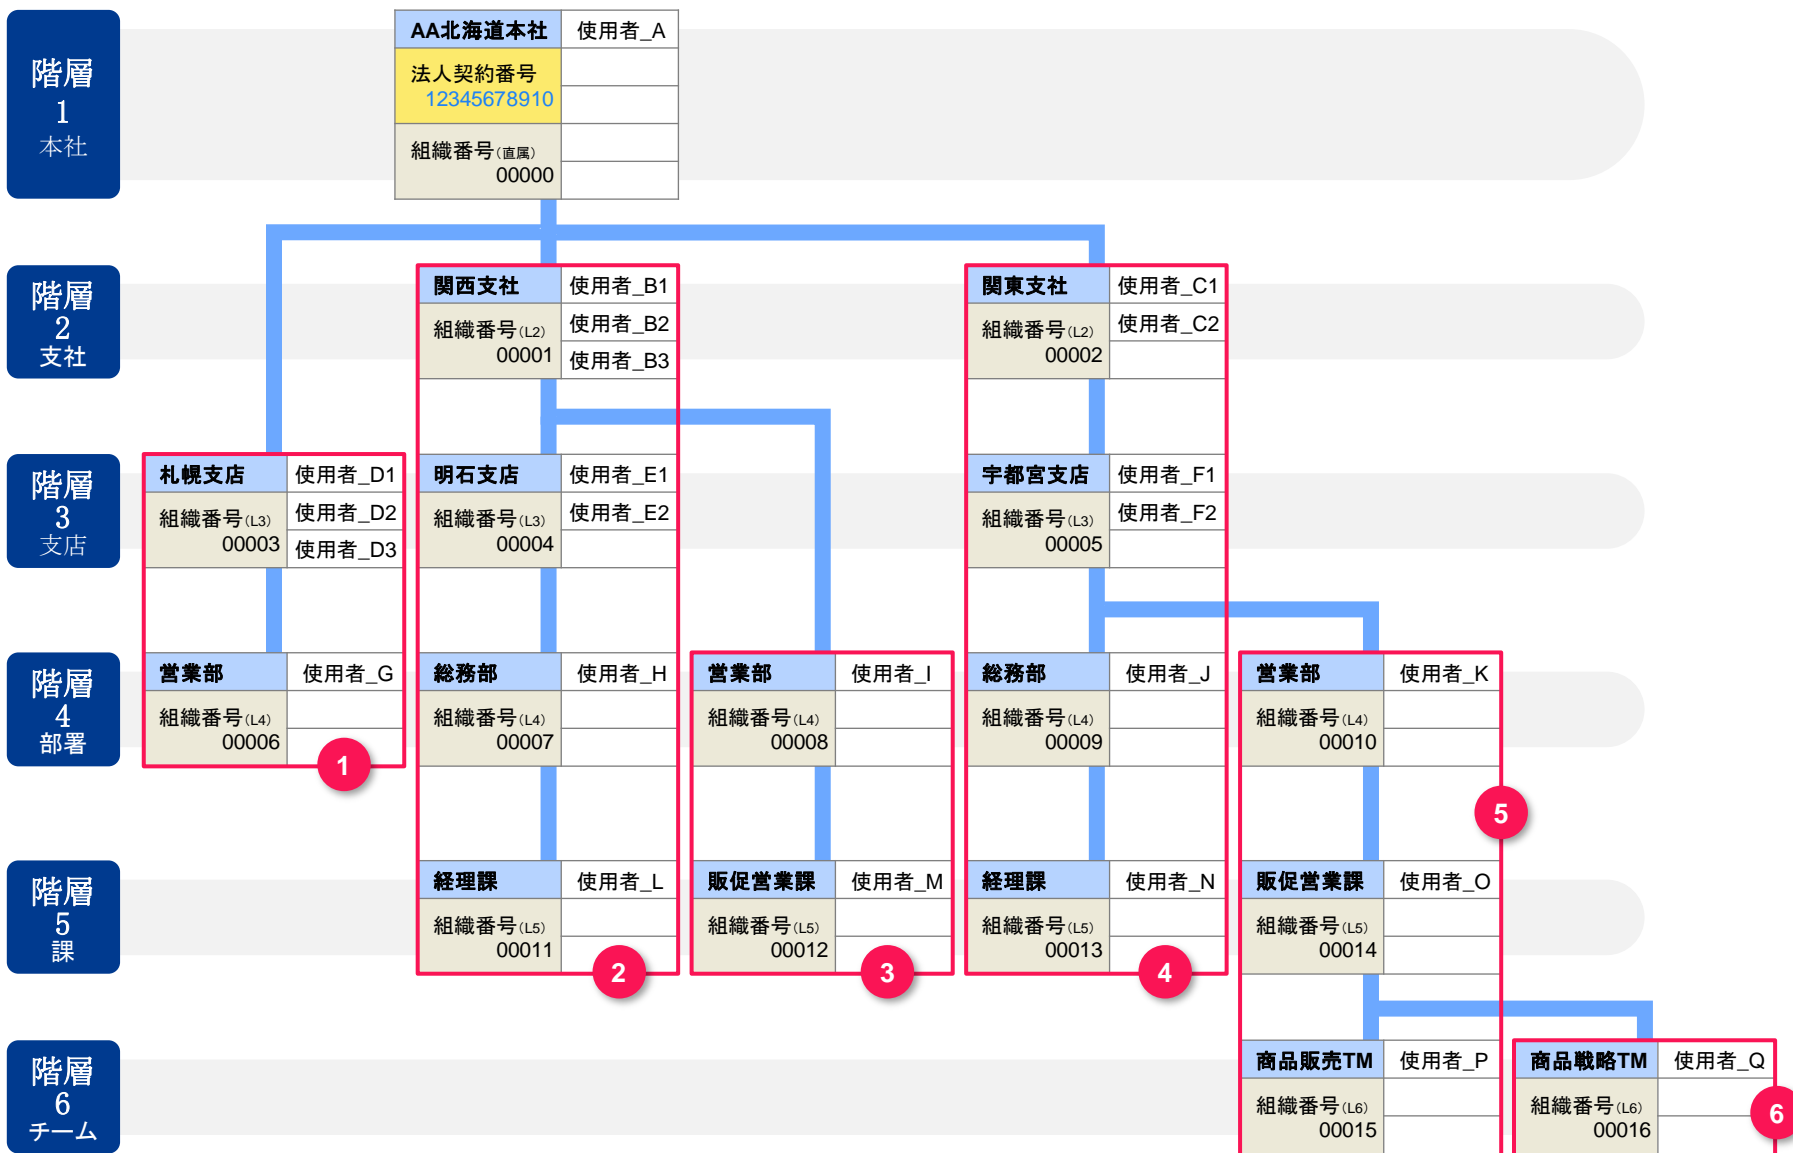 階層
1
本社
AA北海道本社 使用者_A
法人契約番号
12345678910
組織番号(直属)
00000
階層
2
支社
関西支社 使用者_B1
組織番号(L2) 使用者_B2
00001 使用者_B3
関東支社 使用者_C1
組織番号(L2) 使用者_C2
00002
階層
3
支店
札幌支店 使用者_D1
組織番号(L3) 使用者_D2
00003 使用者_D3
明石支店 使用者_E1
組織番号(L3) 使用者_E2
00004
宇都宮支店 使用者_F1
組織番号(L3) 使用者_F2
00005
階層
4
部署
営業部 使用者_G
組織番号(L4)
00006
1
総務部 使用者_H
組織番号(L4)
00007
営業部 使用者_I
組織番号(L4)
00008
総務部 使用者_J
組織番号(L4)
00009
営業部 使用者_K
組織番号(L4)
00010
5
階層
5
課
経理課 使用者_L
組織番号(L5)
00011
2
販促営業課 使用者_M
組織番号(L5)
00012
3
経理課 使用者_N
組織番号(L5)
00013
4
販促営業課 使用者_O
組織番号(L5)
00014
階層
6
チーム
商品販売TM 使用者_P
組織番号(L6)
00015
商品戦略TM 使用者_Q
組織番号(L6)
00016
6